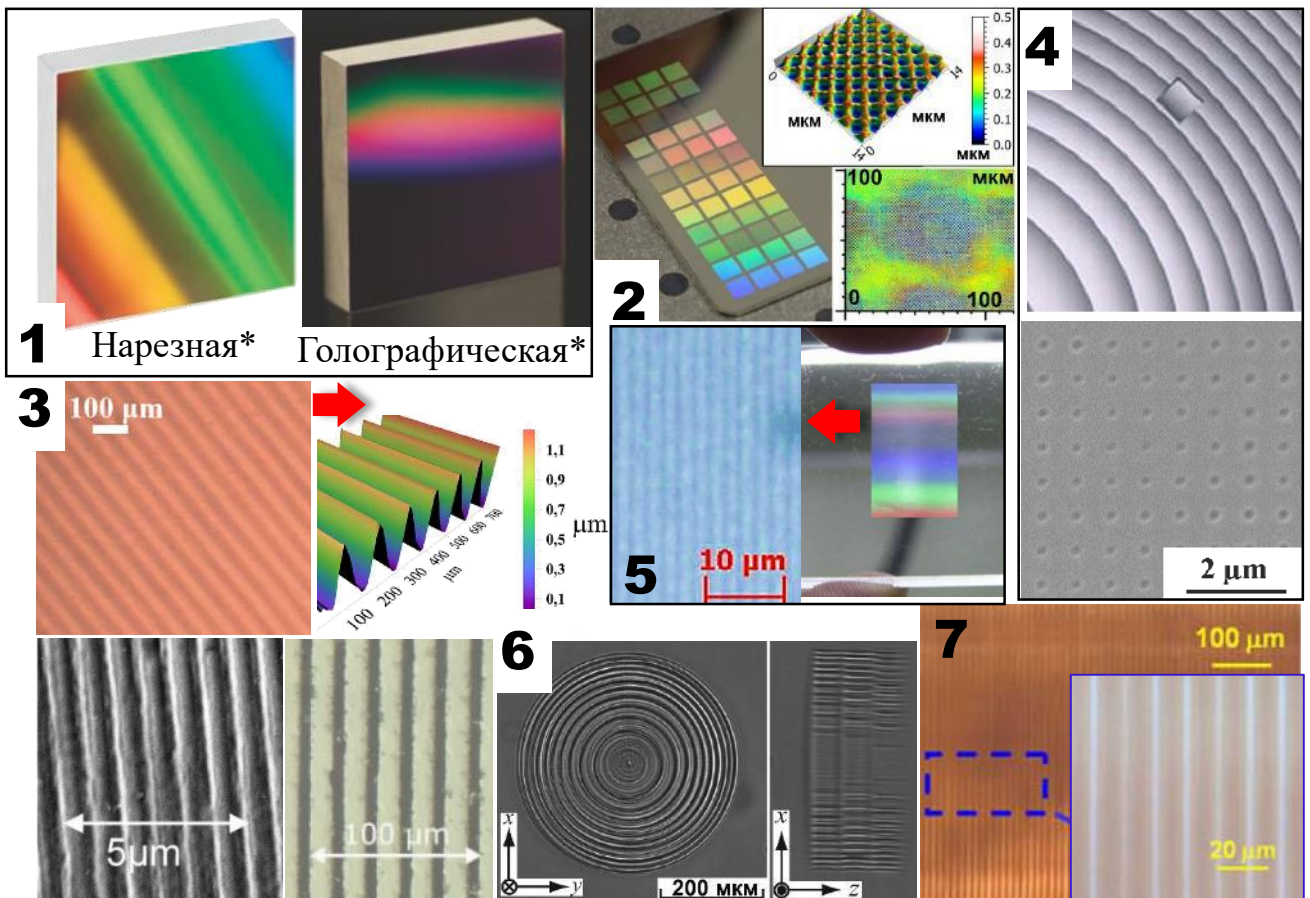 1
Нарезная*
Голографическая*
2
0
14
14
0
МКМ
МКМ
0.5
0.4
0.3
0.2
0.1
0.0
МКМ
100
МКМ
0
100
3
100 µm
1,1
0,9
0,7
0,5
0,3
0,1
µm
100
200
300
400
500
600
700
µm
5µm
100 µm
4
2 µm
5
10 µm
6
x
y
200 МКМ
x
z
7
100 µm
20 µm